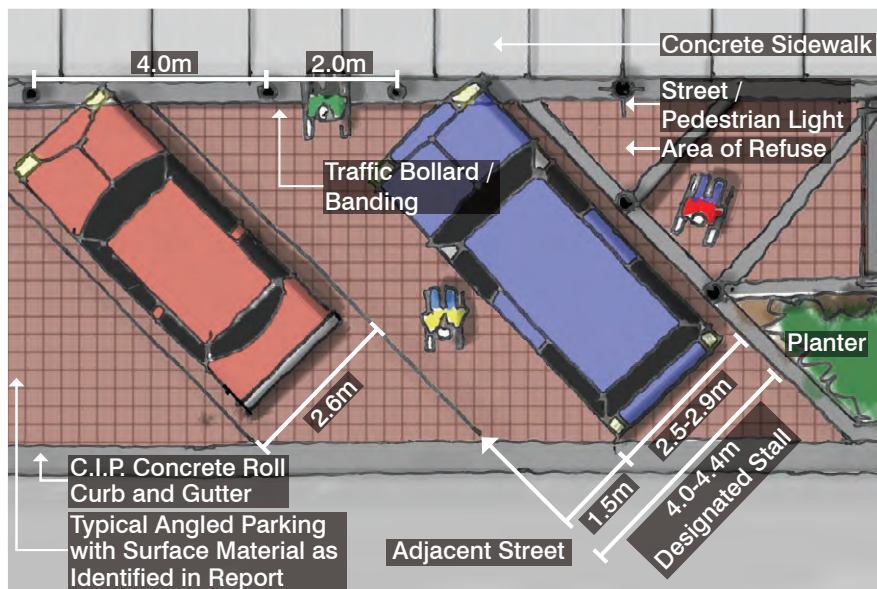 4.0m
2.0m
Concrete Sidewalk
Street /
Pedestrian Light
Area of Refuse
Traffic Bollard /
Banding
Planter
2.6m
2.5-2.9m
1.5m
4.0-4.4m
Designated Stall
C.I.P. Concrete Roll
Curb and Gutter
Typical Angled Parking
with Surface Material as
Identified in Report
Adjacent Street